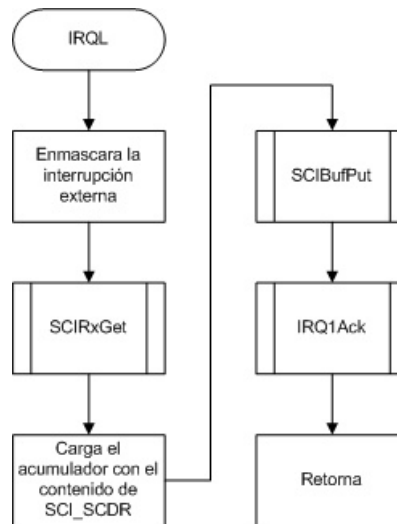 IRQL
Enmascara la
interrupción
externa
SCIRxGet
Carga el
acumulador con el
contenido de
SCI_SCDR
SCIBufPut
IRQ1Ack
Retorna